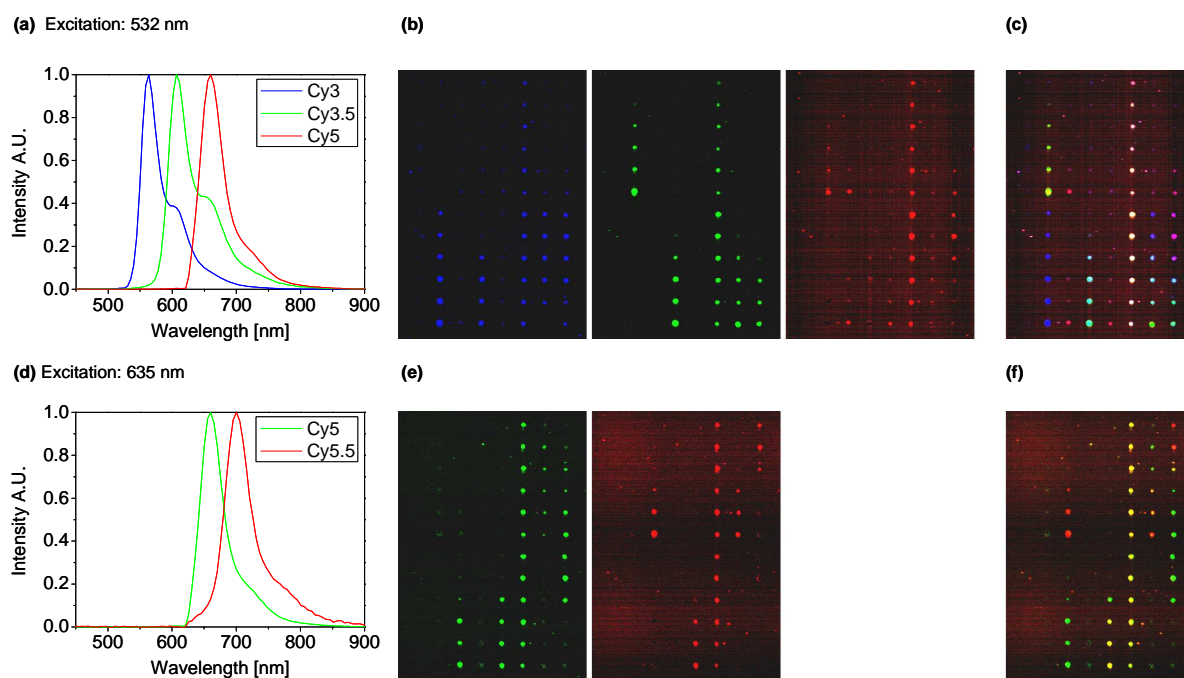 (a) Excitation: 532 nm
(b)
(c)
1.0
0.8
0.6
0.4
0.2
0.0
Intensity A.U.
Cy3
Cy3.5
Cy5
500 600 700 800 900
Wavelength [nm]
(d) Excitation: 635 nm
(e)
(f)
1.0
0.8
0.6
0.4
0.2
0.0
Intensity A.U.
Cy5
Cy5.5
500 600 700 800 900
Wavelength [nm]